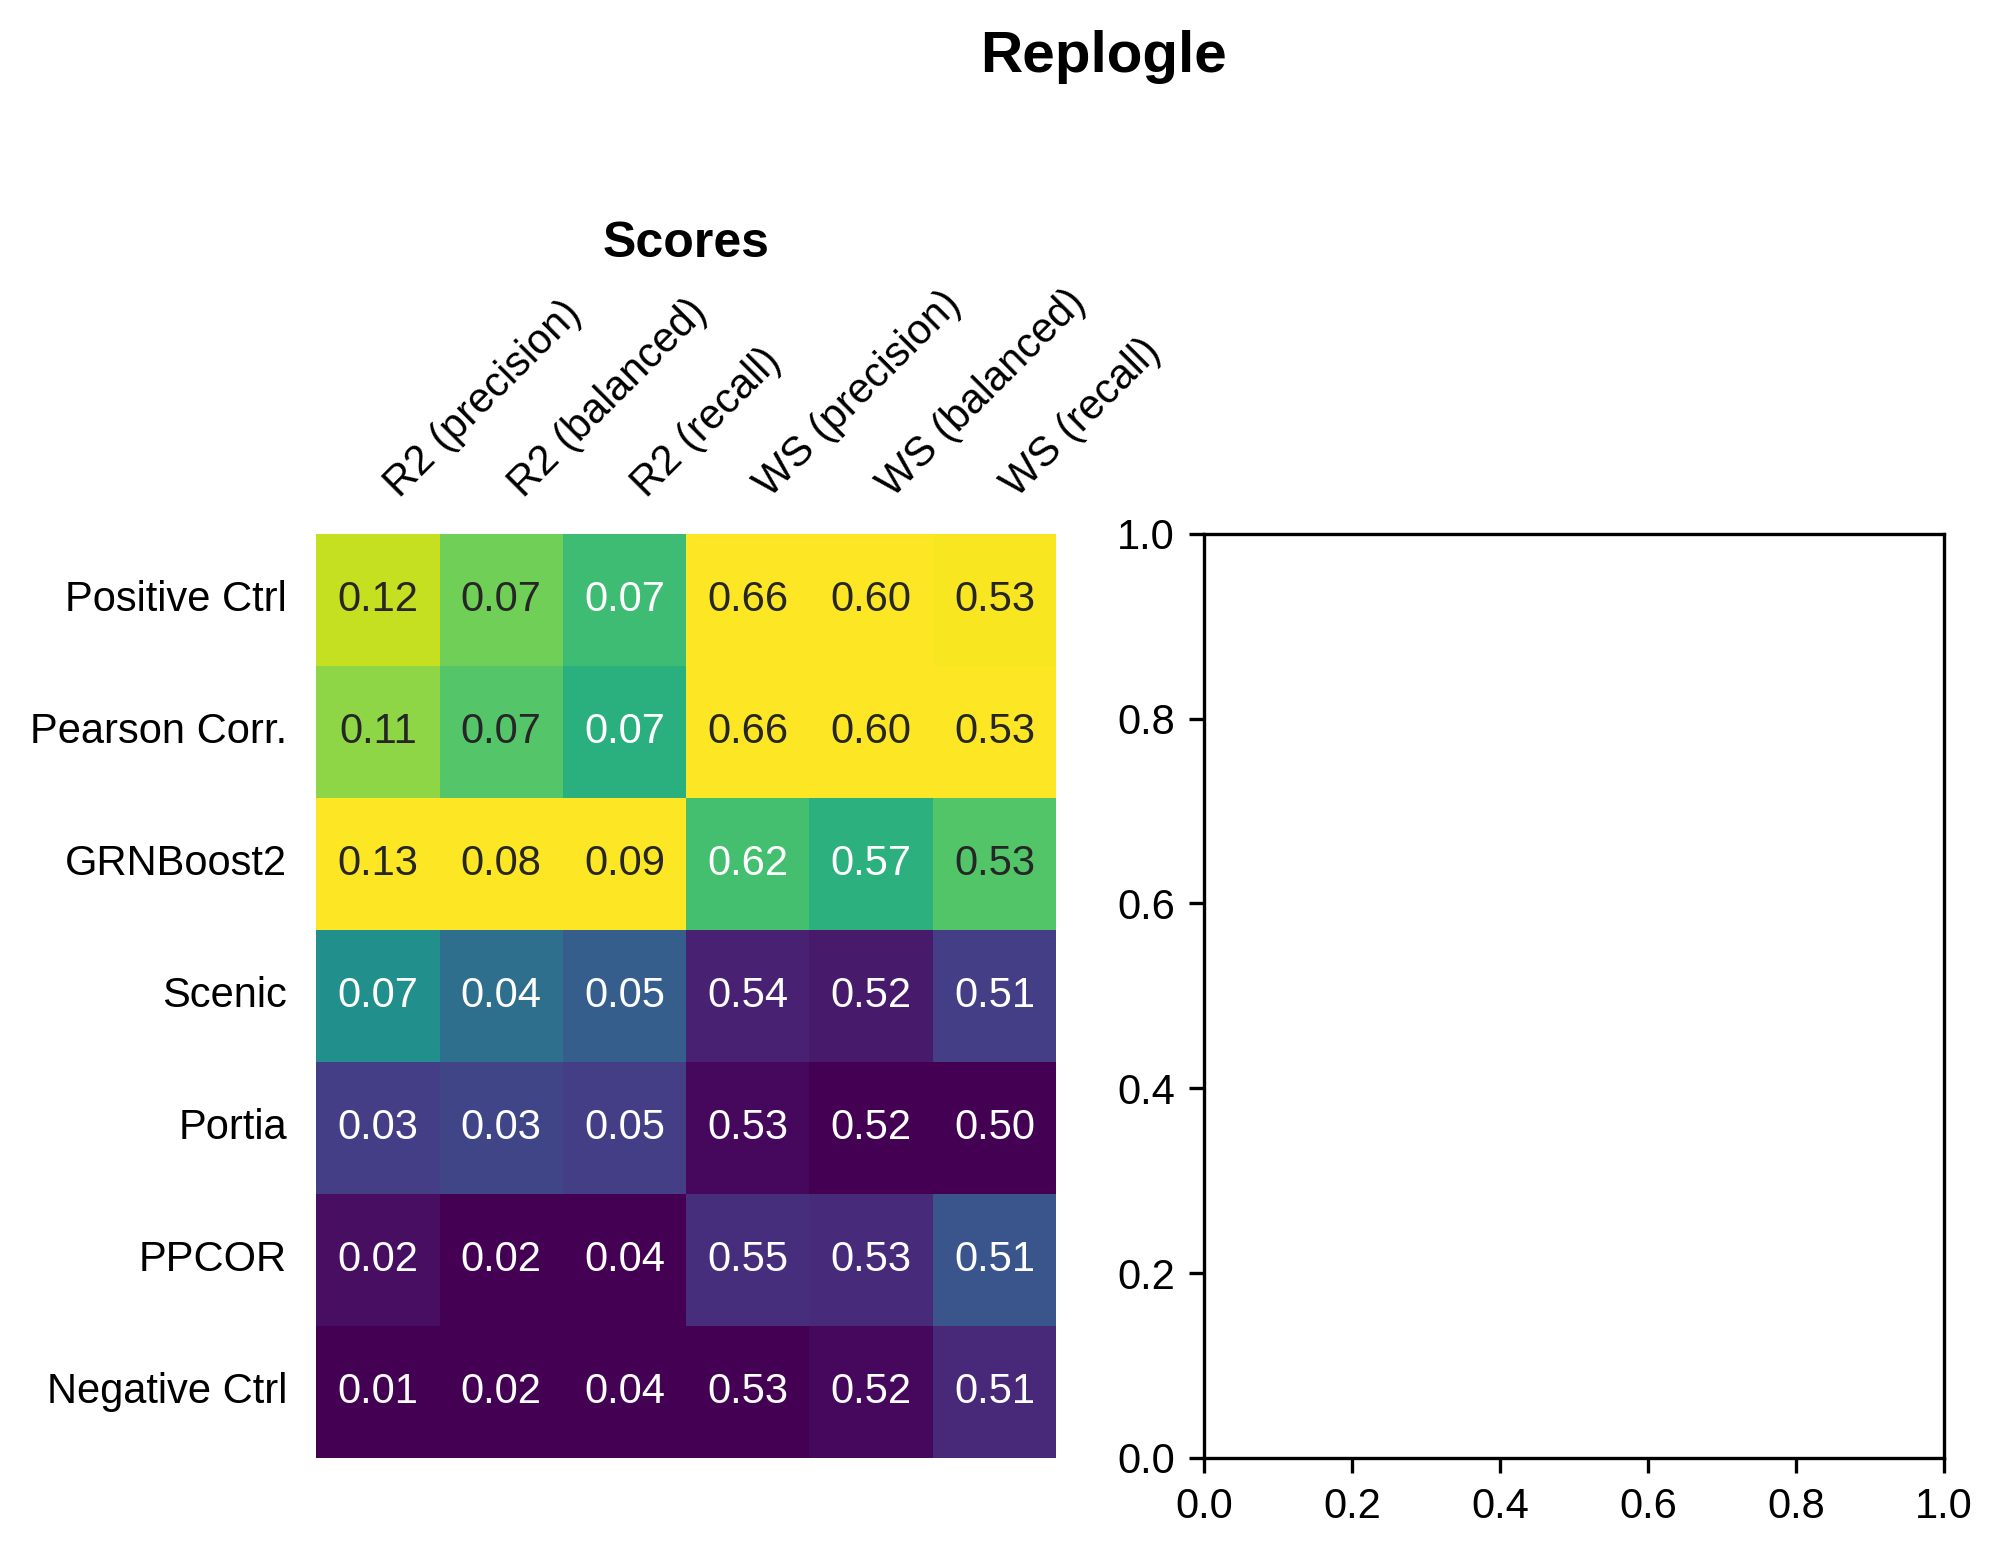 Replogle
Scores
R2 (precision) R2 (balanced) R2 (recall) WS (precision) WS (balanced) WS (recall)
Positive Ctrl 0.12 0.07 0.07 0.66 0.60 0.53
Pearson Corr. 0.11 0.07 0.07 0.66 0.60 0.53
GRNBoost2 0.13 0.08 0.09 0.62 0.57 0.53
Scenic 0.07 0.04 0.05 0.54 0.52 0.51
Portia 0.03 0.03 0.05 0.53 0.52 0.50
PPCOR 0.02 0.02 0.04 0.55 0.53 0.51
Negative Ctrl 0.01 0.02 0.04 0.53 0.52 0.51
1.0
0.8
0.6
0.4
0.2
0.0
0.0 0.2 0.4 0.6 0.8 1.0